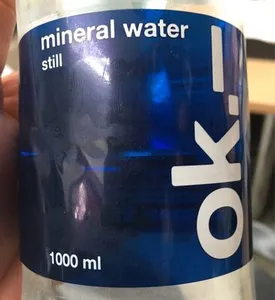 mineral water
still
ok.–
1000 ml